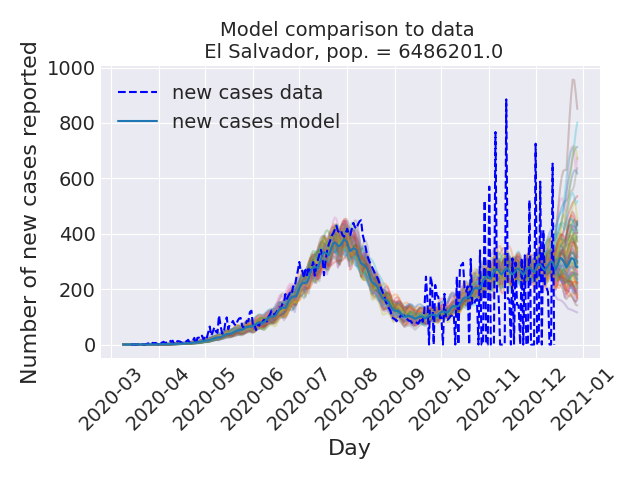 Model comparison to data
El Salvador, pop. = 6486201.0
Number of new cases reported
1000
800
600
400
200
0
new cases data
new cases model
2020-03
2020-04
2020-05
2020-06
2020-07
2020-08
2020-09
2020-10
2020-11
2020-12
2021-01
Day